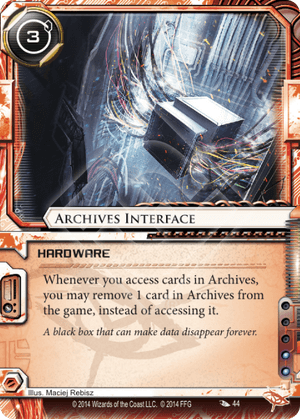 3
ARCHIVES INTERFACE
HARDWARE
Whenever you access cards in Archives,
you may remove 1 card in Archives from
the game, instead of accessing it.
A black box that can make data disappear forever.
Illus. Maciej Rebisz
© 2014 Wizards of the Coast LLC. © 2014 FFG 44